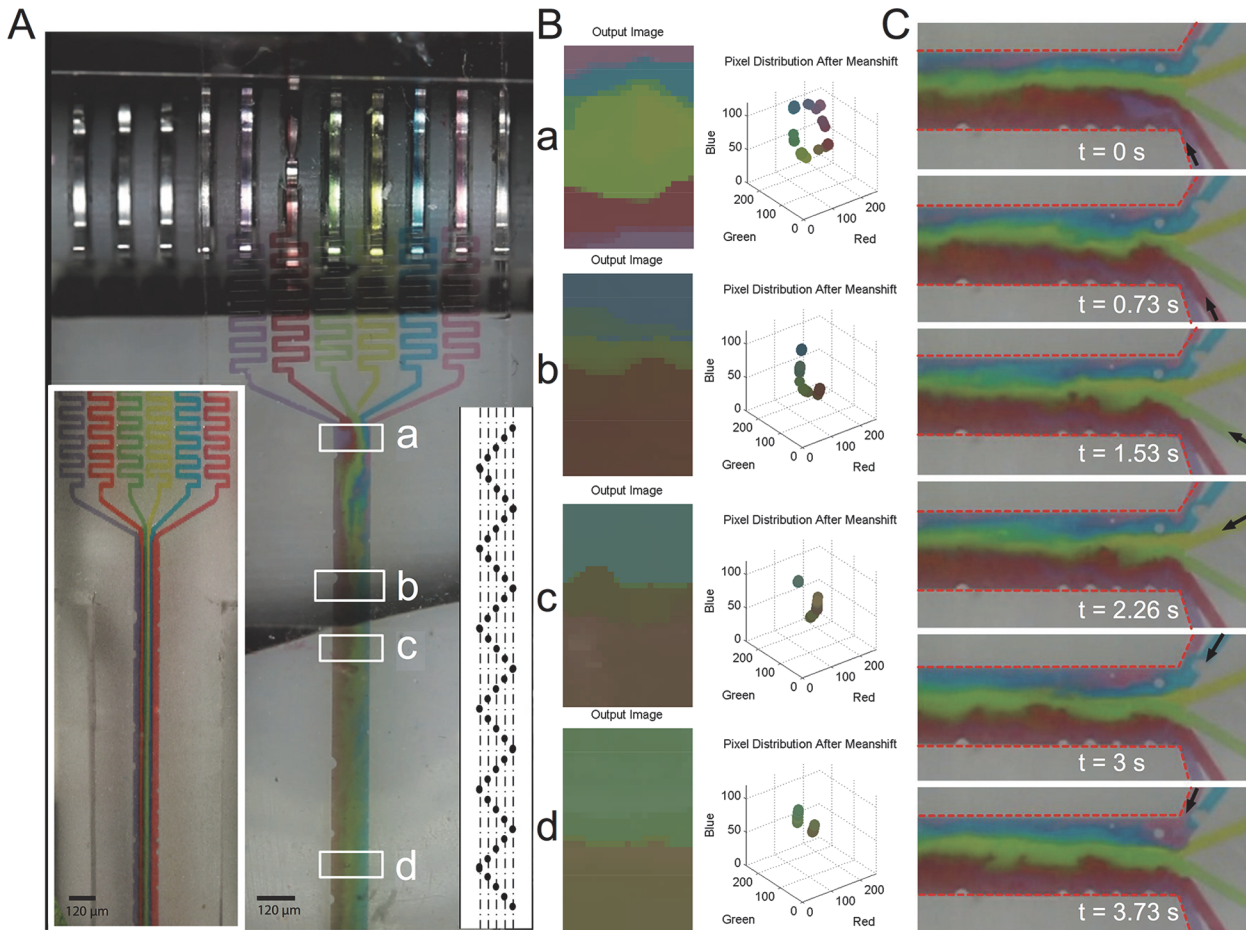 A
B
C
a
b
c
d
120 µm
120 µm
a
b
c
d
Output Image
Pixel Distribution After Meanshift
100
50
0
Blue
200
100
0
Green
100
200
Red
Output Image
Pixel Distribution After Meanshift
100
50
0
Blue
200
100
0
Green
100
200
Red
Output Image
Pixel Distribution After Meanshift
100
50
0
Blue
200
100
0
Green
100
200
Red
Output Image
Pixel Distribution After Meanshift
100
50
0
Blue
200
100
0
Green
100
200
Red
t = 0 s
t = 0.73 s
t = 1.53 s
t = 2.26 s
t = 3 s
t = 3.73 s